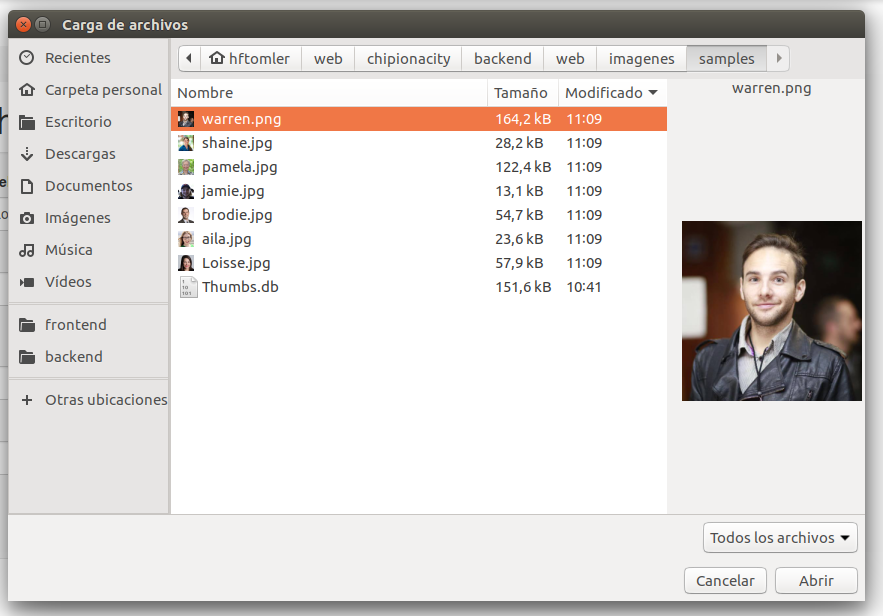 Carga de archivos
Recientes
Carpeta personal
Escritorio
Descargas
Documentos
Imágenes
Música
Vídeos
frontend
backend
Otras ubicaciones
hftomler web chipionacity backend web imagenes samples
Nombre Tamaño Modificado
warren.png 164,2 kB 11:09
shaine.jpg 28,2 kB 11:09
pamela.jpg 122,4 kB 11:09
jamie.jpg 13,1 kB 11:09
brodie.jpg 54,7 kB 11:09
aila.jpg 23,6 kB 11:09
Loisse.jpg 57,9 kB 11:09
Thumbs.db 151,6 kB 10:41
warren.png
Todos los archivos
Cancelar Abrir